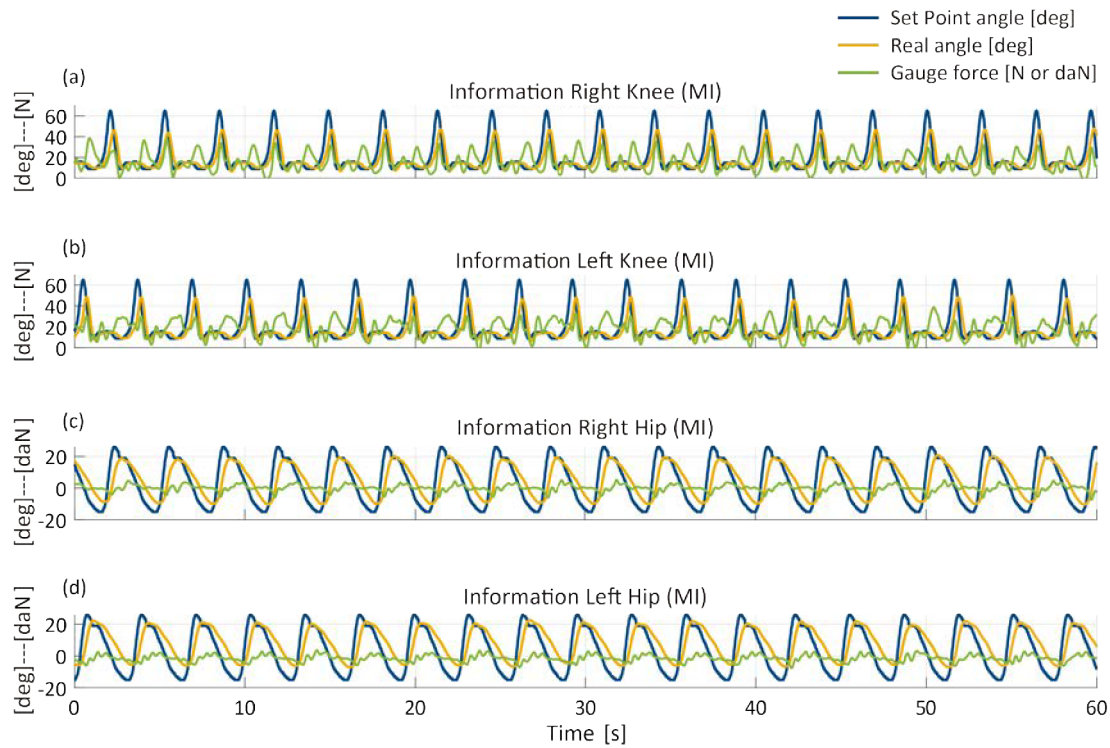 Set Point angle [deg]
Real angle [deg]
Gauge force [N or daN]
(a)
Information Right Knee (MI)
[deg]---[N]
60
40
20
0
(b)
Information Left Knee (MI)
[deg]---[N]
60
40
20
0
(c)
Information Right Hip (MI)
[deg]---[daN]
20
0
-20
(d)
Information Left Hip (MI)
[deg]---[daN]
20
0
-20
0 10 20 30 40 50 60
Time [s]